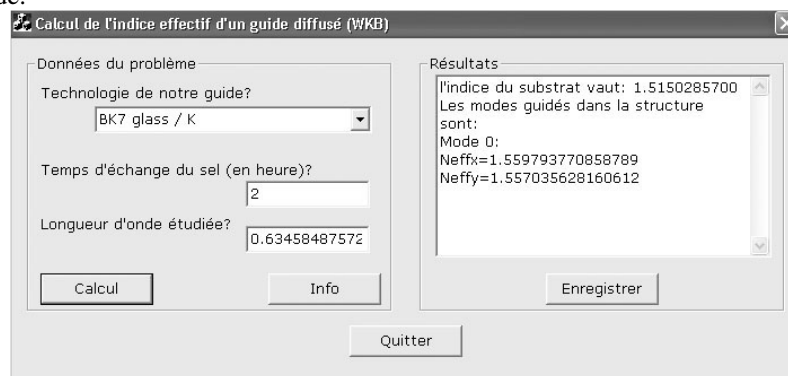 de.
Calcul de l'indice effectif d'un guide diffusé (WKB)
Données du problème
Technologie de notre guide?
BK7 glass / K
Temps d'échange du sel (en heure)?
2
Longueur d'onde étudiée?
0.63458487572
Calcul
Info
Résultats
l'indice du substrat vaut: 1.5150285700
Les modes guidés dans la structure
sont:
Mode 0:
Neffx=1.559793770858789
Neffy=1.557035628160612
Enregistrer
Quitter